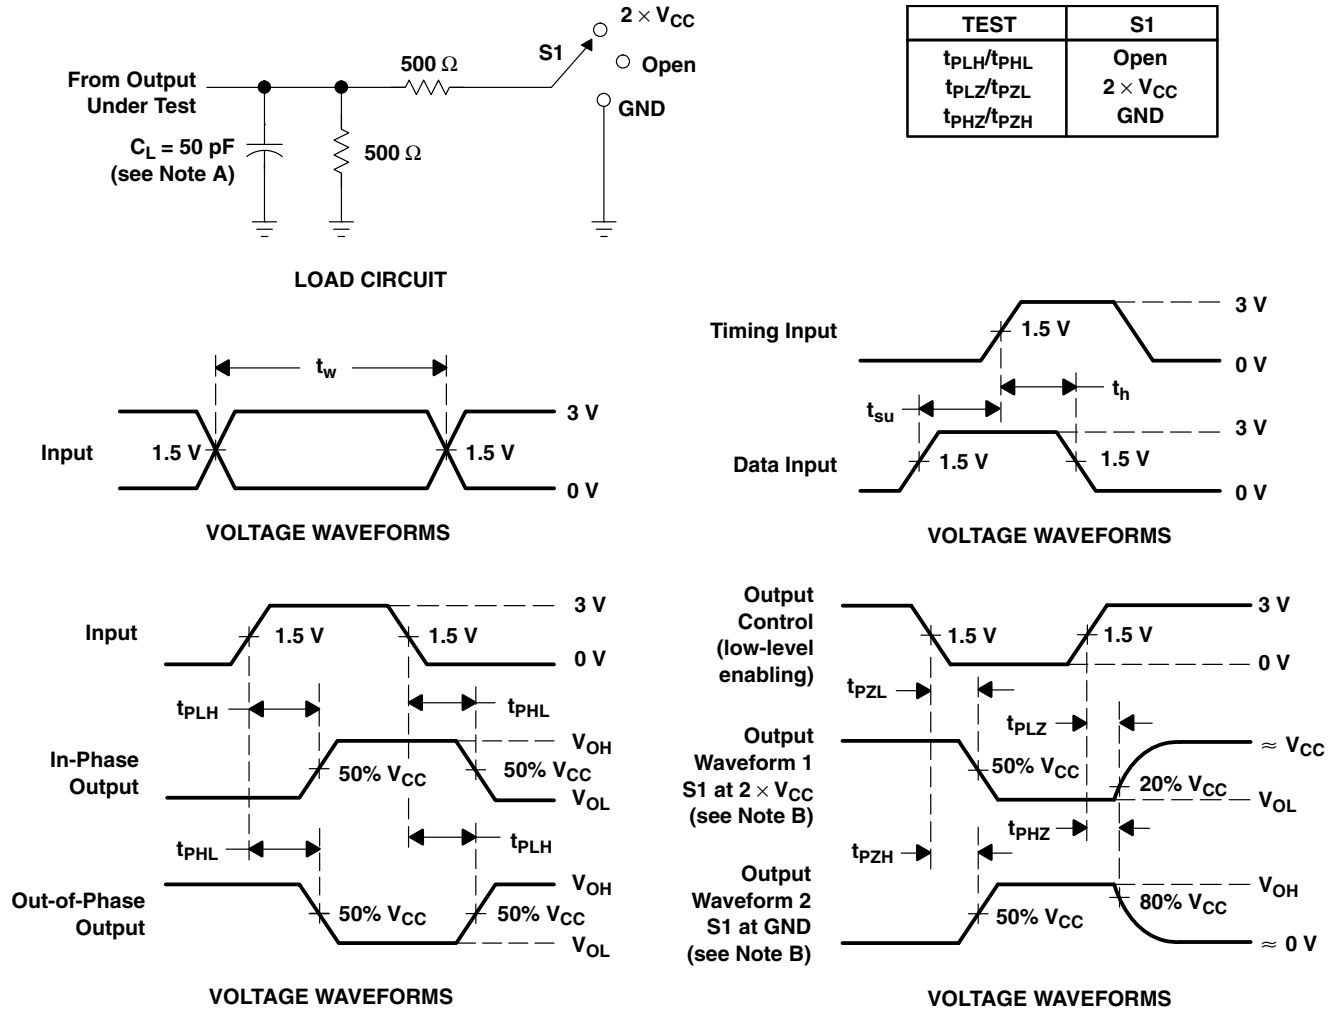 2 × VCC
S1
Open
GND
500 Ω
From Output
Under Test
CL = 50 pF
(see Note A)
500 Ω
LOAD CIRCUIT
TEST S1
tPLH/tPHL Open
tPLZ/tPZL 2 × VCC
tPHZ/tPZH GND
tw
Input
1.5 V
1.5 V
3 V
0 V
VOLTAGE WAVEFORMS
Timing Input
1.5 V
3 V
0 V
th
tsu
Data Input
1.5 V
1.5 V
3 V
0 V
VOLTAGE WAVEFORMS
Input
1.5 V
1.5 V
3 V
0 V
tPLH
tPHL
In-Phase
Output
50% VCC
50% VCC
VOH
VOL
tPHL
tPLH
Out-of-Phase
Output
50% VCC
50% VCC
VOH
VOL
VOLTAGE WAVEFORMS
Output
Control
(low-level
enabling)
1.5 V
1.5 V
3 V
0 V
tPZL
tPLZ
Output
Waveform 1
S1 at 2 × VCC
(see Note B)
50% VCC
20% VCC
≈ VCC
VOL
tPHZ
tPZH
Output
Waveform 2
S1 at GND
(see Note B)
50% VCC
80% VCC
VOH
≈ 0 V
VOLTAGE WAVEFORMS